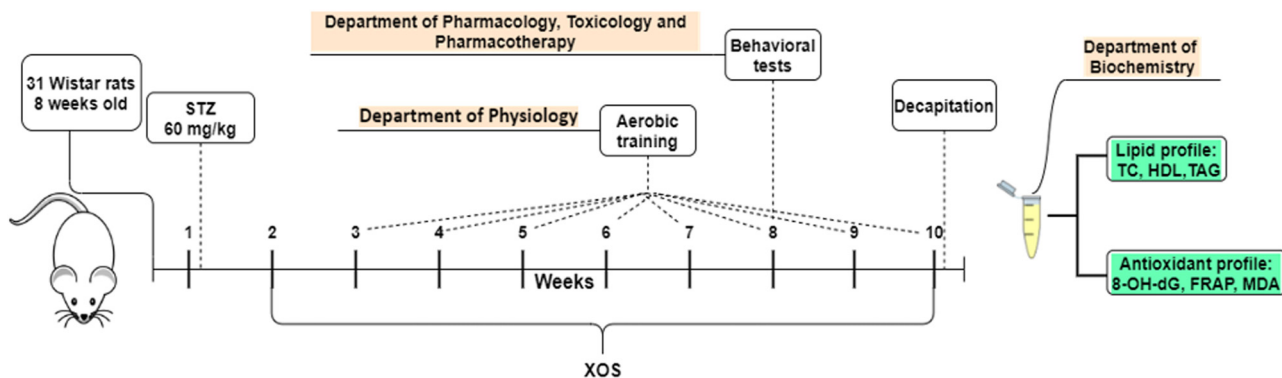 Department of Pharmacology, Toxicology and
Pharmacotherapy
Behavioral
tests
Department of
Biochemistry
31 Wistar rats
8 weeks old
STZ
60 mg/kg
Department of Physiology
Aerobic
training
Decapitation
Lipid profile:
TC, HDL,TAG
1 2 3 4 5 6 7 8 9 10
Weeks
Antioxidant profile:
8-OH-dG, FRAP, MDA
XOS